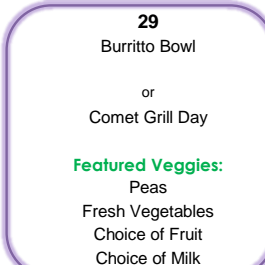 29
Burritto Bowl
or
Comet Grill Day
Featured Veggies:
Peas
Fresh Vegetables
Choice of Fruit
Choice of Milk